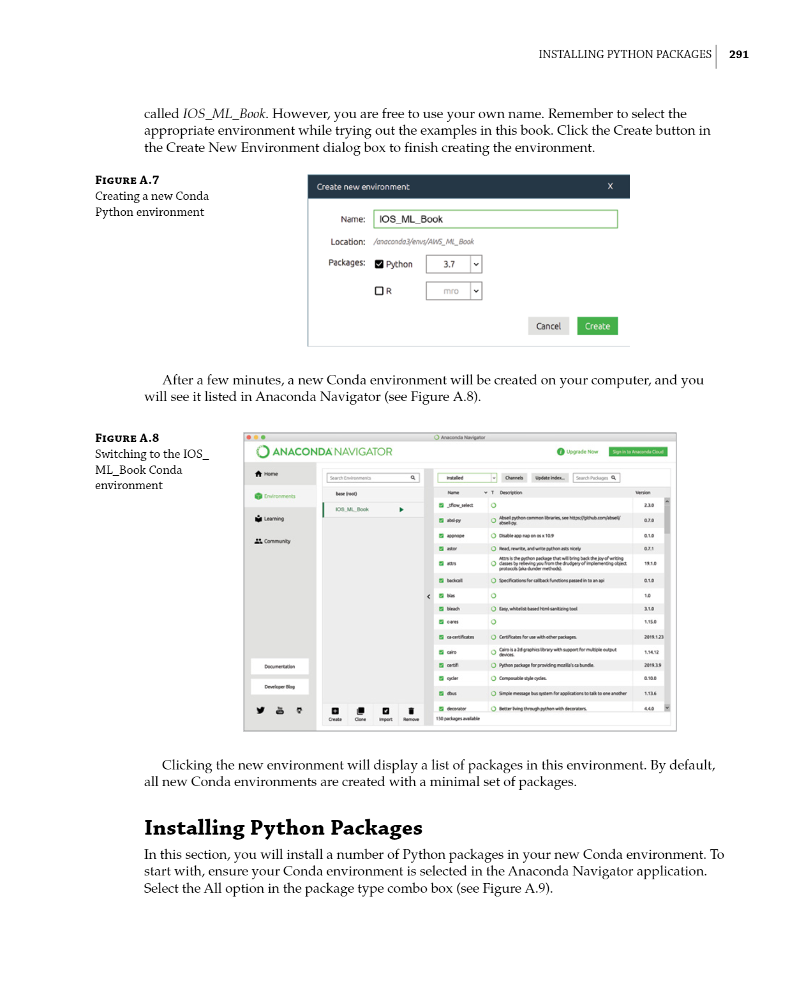 INSTALLING PYTHON PACKAGES 291
called IOS_ML_Book. However, you are free to use your own name. Remember to select the
appropriate environment while trying out the examples in this book. Click the Create button in
the Create New Environment dialog box to finish creating the environment.
FIGURE A.7
Creating a new Conda
Python environment
Create new environment X
Name: IOS_ML_Book
Location: /anaconda3/envs/AWS_ML_Book
Packages: Python 3.7
R mro
Cancel Create
After a few minutes, a new Conda environment will be created on your computer, and you
will see it listed in Anaconda Navigator (see Figure A.8).
FIGURE A.8
Switching to the IOS_
ML_Book Conda
environment
Anaconda Navigator
ANACONDA NAVIGATOR
Upgrade Now Sign in to Anaconda Cloud
Home
Environments
Learning
Community
Documentation
Developer Blog
You Tube
Search Environments
base (root)
IOS_ML_Book
Create Clone Import Remove
Installed Channels Update index... Search Packages
Name T Description Version
_tflow_select 2.3.0
absl-py Abseil python common libraries, see https://github.com/abseil/
abseil-py. 0.7.0
appnope Disable app nap on os x 10.9 0.1.0
astor Read, rewrite, and write python asts nicely 0.7.1
attrs Attrs is the python package that will bring back the joy of writing
classes by relieving you from the drudgery of implementing object
protocols (aka dunder methods). 19.1.0
backcall Specifications for callback functions passed in to an api 0.1.0
blas 1.0
bleach Easy, whitelist-based html-sanitizing tool 3.1.0
c-ares 1.15.0
ca-certificates Certificates for use with other packages. 2019.1.23
cairo Cairo is a 2d graphics library with support for multiple output
devices. 1.14.12
certifi Python package for providing mozilla's ca bundle. 2019.3.9
cycler Composable style cycles. 0.10.0
dbus Simple message bus system for applications to talk to one another 1.13.6
decorator Better living through python with decorators. 4.4.0
130 packages available
Clicking the new environment will display a list of packages in this environment. By default,
all new Conda environments are created with a minimal set of packages.
Installing Python Packages
In this section, you will install a number of Python packages in your new Conda environment. To
start with, ensure your Conda environment is selected in the Anaconda Navigator application.
Select the All option in the package type combo box (see Figure A.9).